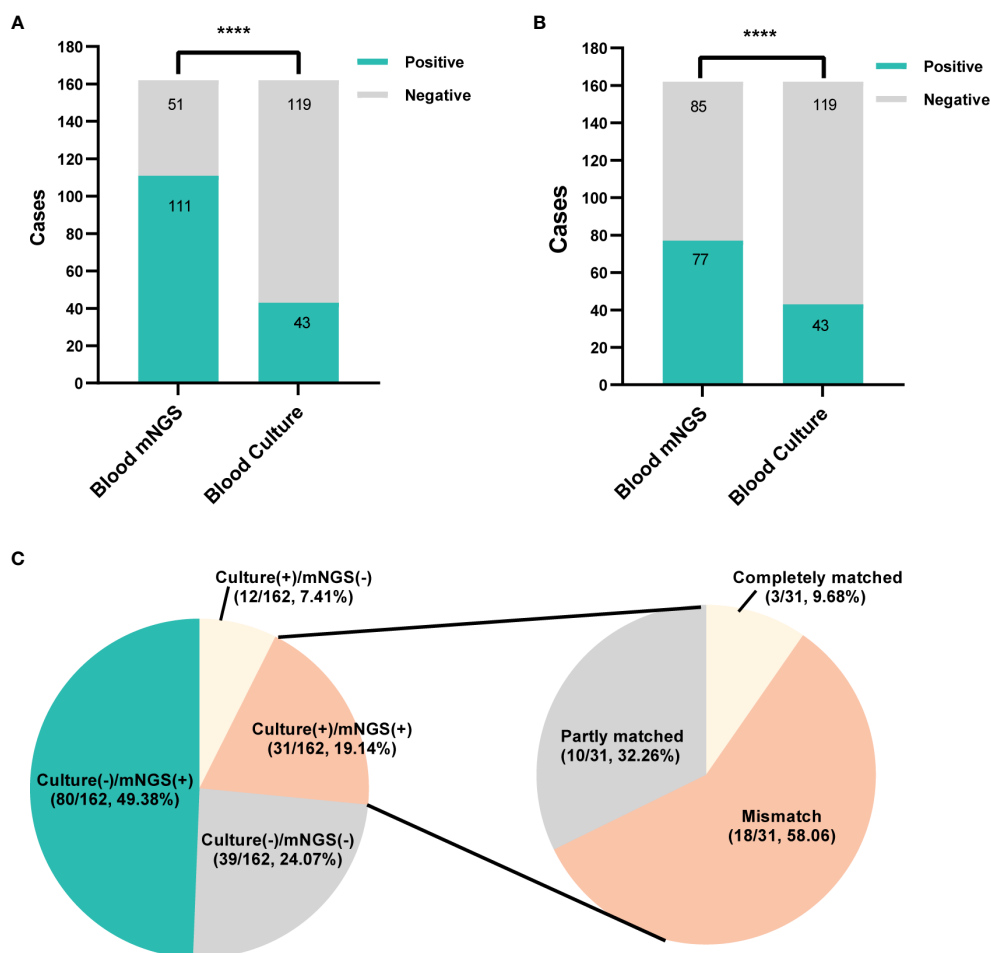 A
****
180
160
140
120
100
80
60
40
20
0
Cases
51
119
111
43
Positive
Negative
Blood mNGS
Blood Culture
B
****
180
160
140
120
100
80
60
40
20
0
Cases
85
119
77
43
Positive
Negative
Blood mNGS
Blood Culture
C
Culture(+)/mNGS(-)
(12/162, 7.41%)
Culture(+)/mNGS(+)
(31/162, 19.14%)
Culture(-)/mNGS(+)
(80/162, 49.38%)
Culture(-)/mNGS(-)
(39/162, 24.07%)
Completely matched
(3/31, 9.68%)
Partly matched
(10/31, 32.26%)
Mismatch
(18/31, 58.06)